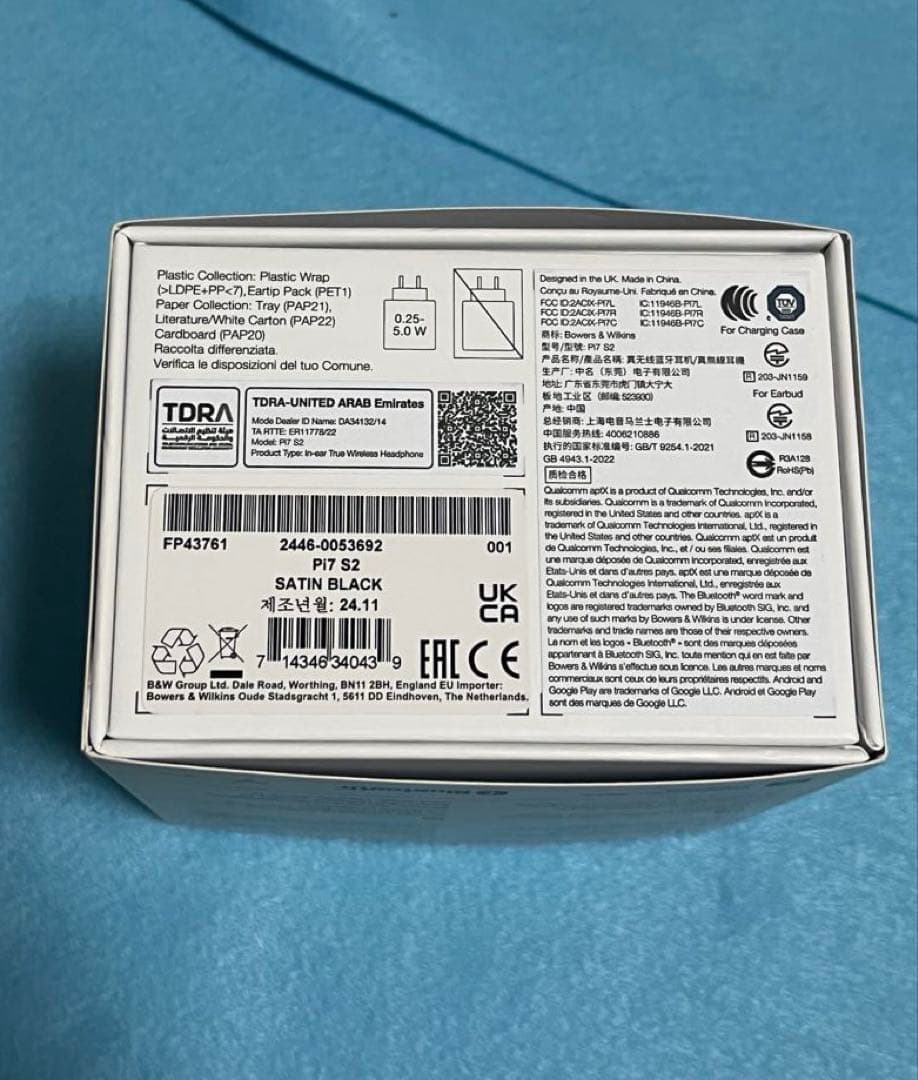 Plastic Collection: Plastic Wrap
(>LDPE+PP<7),Eartip Pack (PET1)
Paper Collection: Tray (PAP21),
Literature/White Carton (PAP22)
Cardboard (PAP20)
Raccolta differenziata.
Verifica le disposizioni del tuo Comune.
0.25-
5.0 W
TDRA
TDRA-UNITED ARAB Emirates
Mode Dealer ID Name: DA34132/14
TA RTTE: ER11778/22
Model: Pi7 S2
Product Type: In-ear True Wireless Headphone
FP43761 2446-0053692 001
Pi7 S2
SATIN BLACK
제조년월: 24.11
UK
CA
7 14346 34043 9
EAC CE
B&W Group Ltd. Dale Road, Worthing, BN11 2BH, England EU Importer:
Bowers & Wilkins Oude Stadsgracht 1, 5611 DD Eindhoven, The Netherlands.
Designed in the UK. Made in China.
Conçu au Royaume-Uni. Fabriqué en Chine.
FCC ID:2ACIX-PI7L IC:11946B-PI7L
FCC ID:2ACIX-PI7R IC:11946B-PI7R
FCC ID:2ACIX-PI7C IC:11946B-PI7C
商标: Bowers & Wilkins
型号/型號: Pi7 S2
产品名称/產品名稱: 真无线蓝牙耳机/真無線耳機
生产厂: 中名（东莞）电子有限公司
地址: 广东省东莞市虎门镇大宁大
板地工业区（邮编:523930）
产地: 中国
总经销商: 上海电音马兰士电子有限公司
中国服务热线: 4006210886
执行的国家标准编号: GB/T 9254.1-2021
GB 4943.1-2022
质检合格
For Charging Case
R 203-JN1159
For Earbud
R 203-JN1158
R3A128
RoHS(Pb)
Qualcomm aptX is a product of Qualcomm Technologies, Inc. and/or
its subsidiaries. Qualcomm is a trademark of Qualcomm Incorporated,
registered in the United States and other countries. aptX is a
trademark of Qualcomm Technologies International, Ltd., registered in
the United States and other countries. Qualcomm aptX est un produit
de Qualcomm Technologies, Inc., et / ou ses filiales. Qualcomm est
une marque déposée de Qualcomm Incorporated, enregistrée aux
Etats-Unis et dans d'autres pays. aptX est une marque déposée de
Qualcomm Technologies International, Ltd., enregistrée aux
Etats-Unis et dans d'autres pays. The Bluetooth® word mark and
logos are registered trademarks owned by Bluetooth SIG, Inc. and
any use of such marks by Bowers & Wilkins is under license. Other
trademarks and trade names are those of their respective owners.
Le nom et les logos - Bluetooth® - sont des marques déposées
appartenant à Bluetooth SIG, Inc. toute mention qui en est faite par
Bowers & Wilkins s'effectue sous licence. Les autres marques et noms
commerciaux sont ceux de leurs propriétaires respectifs. Android and
Google Play are trademarks of Google LLC. Android et Google Play
sont des marques de Google LLC.